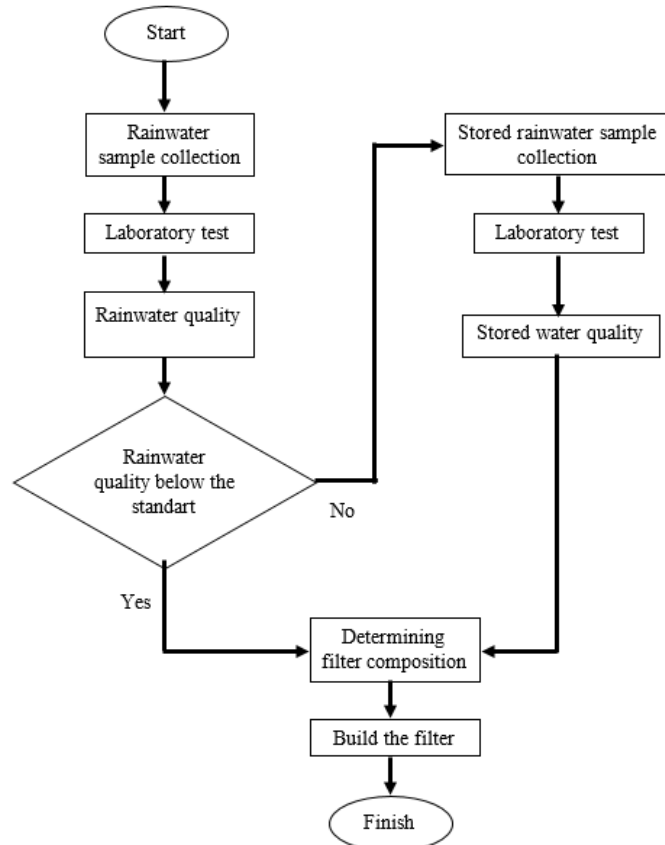 Start
Rainwater
sample collection
Laboratory test
Rainwater quality
Rainwater
quality below the
standart
No
Yes
Stored rainwater sample
collection
Laboratory test
Stored water quality
Determining
filter composition
Build the filter
Finish